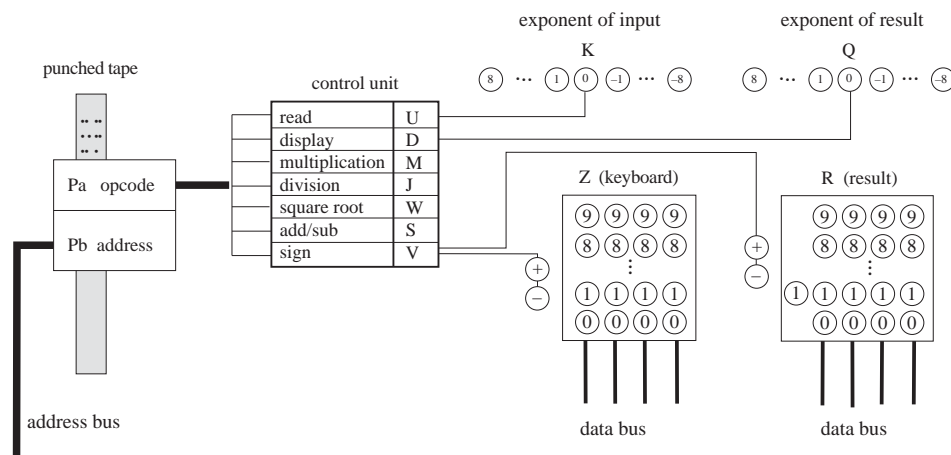 exponent of input
K
8 ... 1 0 –1 ... –8
exponent of result
Q
8 ... 1 0 –1 ... –8
punched tape
control unit
read U
display D
multiplication M
division J
square root W
add/sub S
sign V
Pa opcode
Pb address
address bus
+
–
Z (keyboard)
9 9 9 9
8 8 8 8
1 1 1 1
0 0 0 0
data bus
+
–
R (result)
9 9 9 9
8 8 8 8
1 1 1 1 1
0 0 0 0
data bus